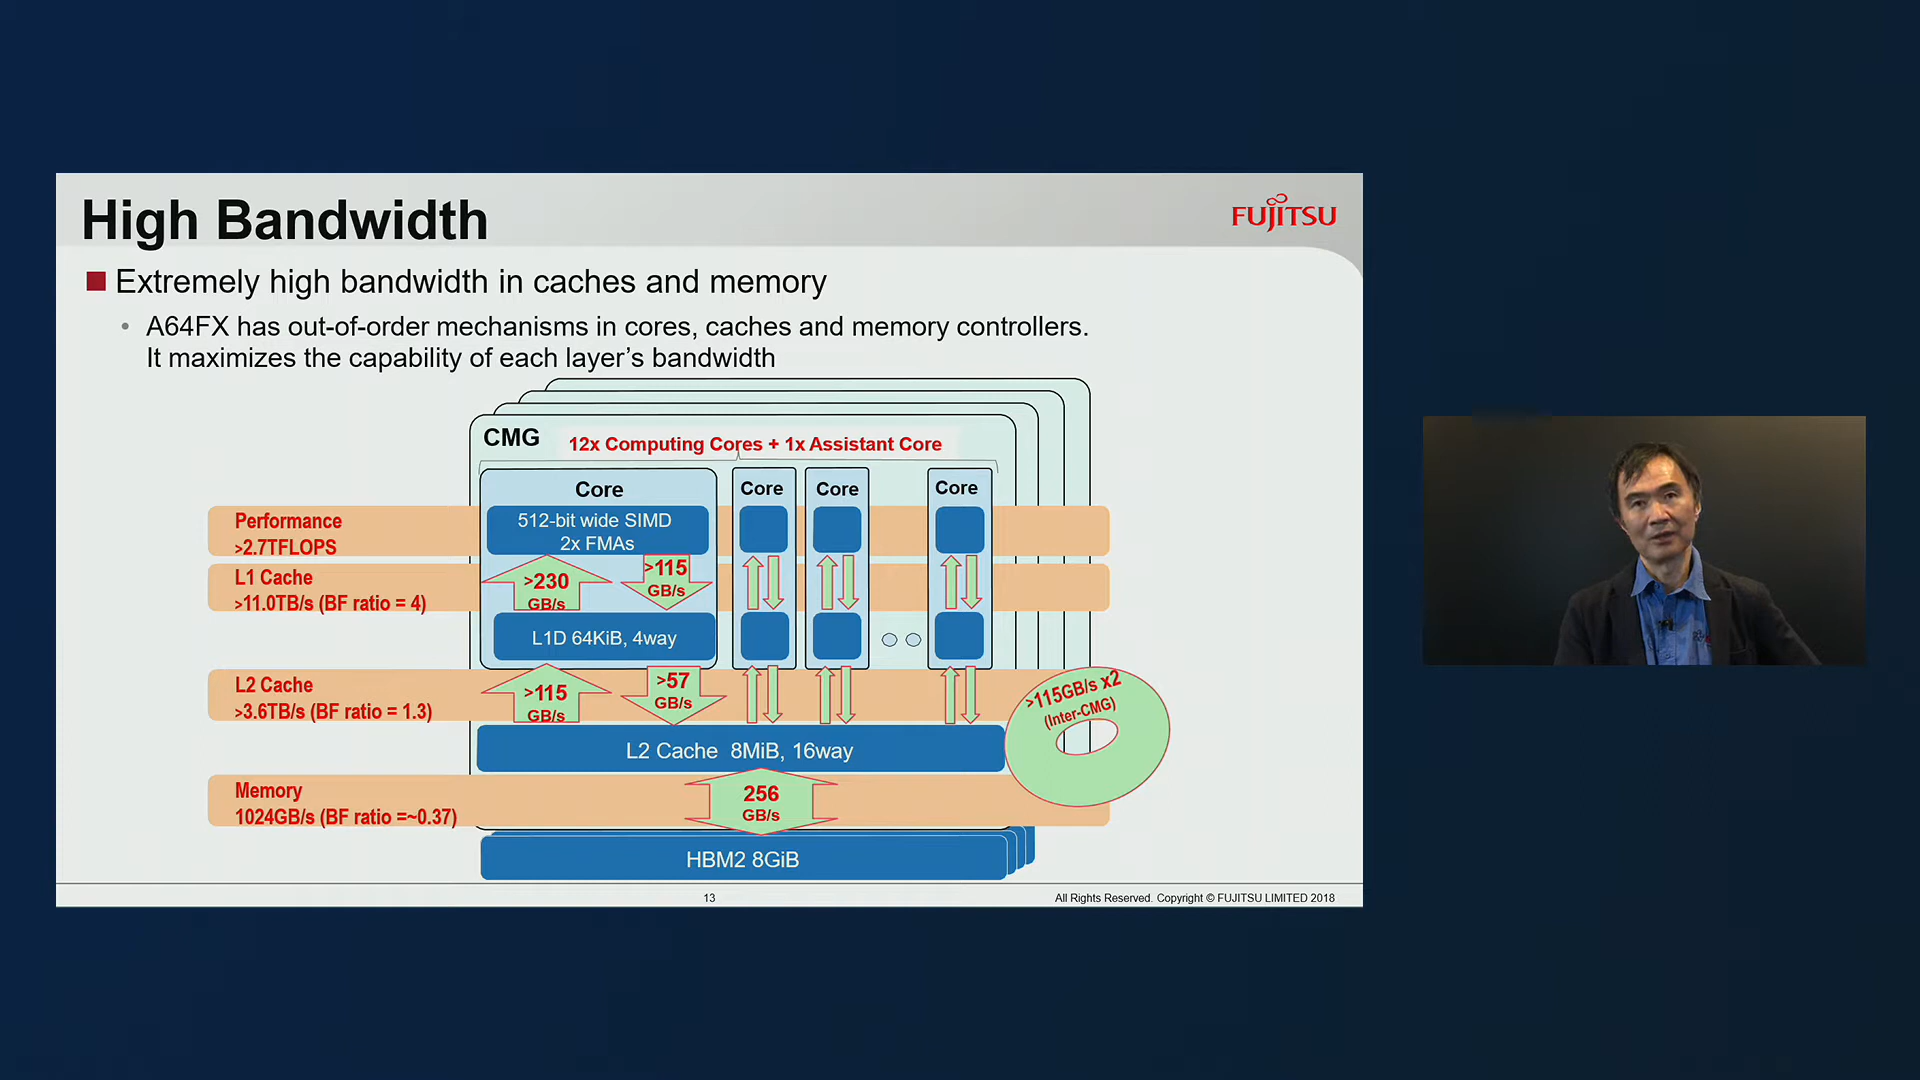 High Bandwidth
FUJITSU
Extremely high bandwidth in caches and memory
• A64FX has out-of-order mechanisms in cores, caches and memory controllers.
It maximizes the capability of each layer’s bandwidth
CMG
12x Computing Cores + 1x Assistant Core
Core
Core
Core
Core
Performance
>2.7TFLOPS
512-bit wide SIMD
2x FMAs
L1 Cache
>11.0TB/s (BF ratio = 4)
>230
GB/s
>115
GB/s
L1D 64KiB, 4way
L2 Cache
>3.6TB/s (BF ratio = 1.3)
>115
GB/s
>57
GB/s
>115GB/s x2
(Inter-CMG)
L2 Cache 8MiB, 16way
Memory
1024GB/s (BF ratio =~0.37)
256
GB/s
HBM2 8GiB
13
All Rights Reserved. Copyright © FUJITSU LIMITED 2018